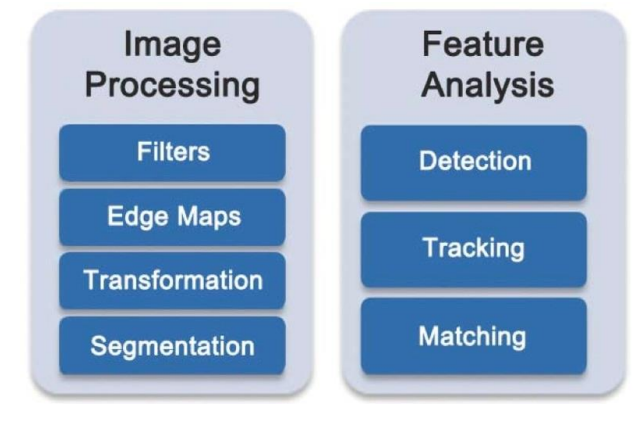 Image
Processing
Filters
Edge Maps
Transformation
Segmentation
Feature
Analysis
Detection
Tracking
Matching